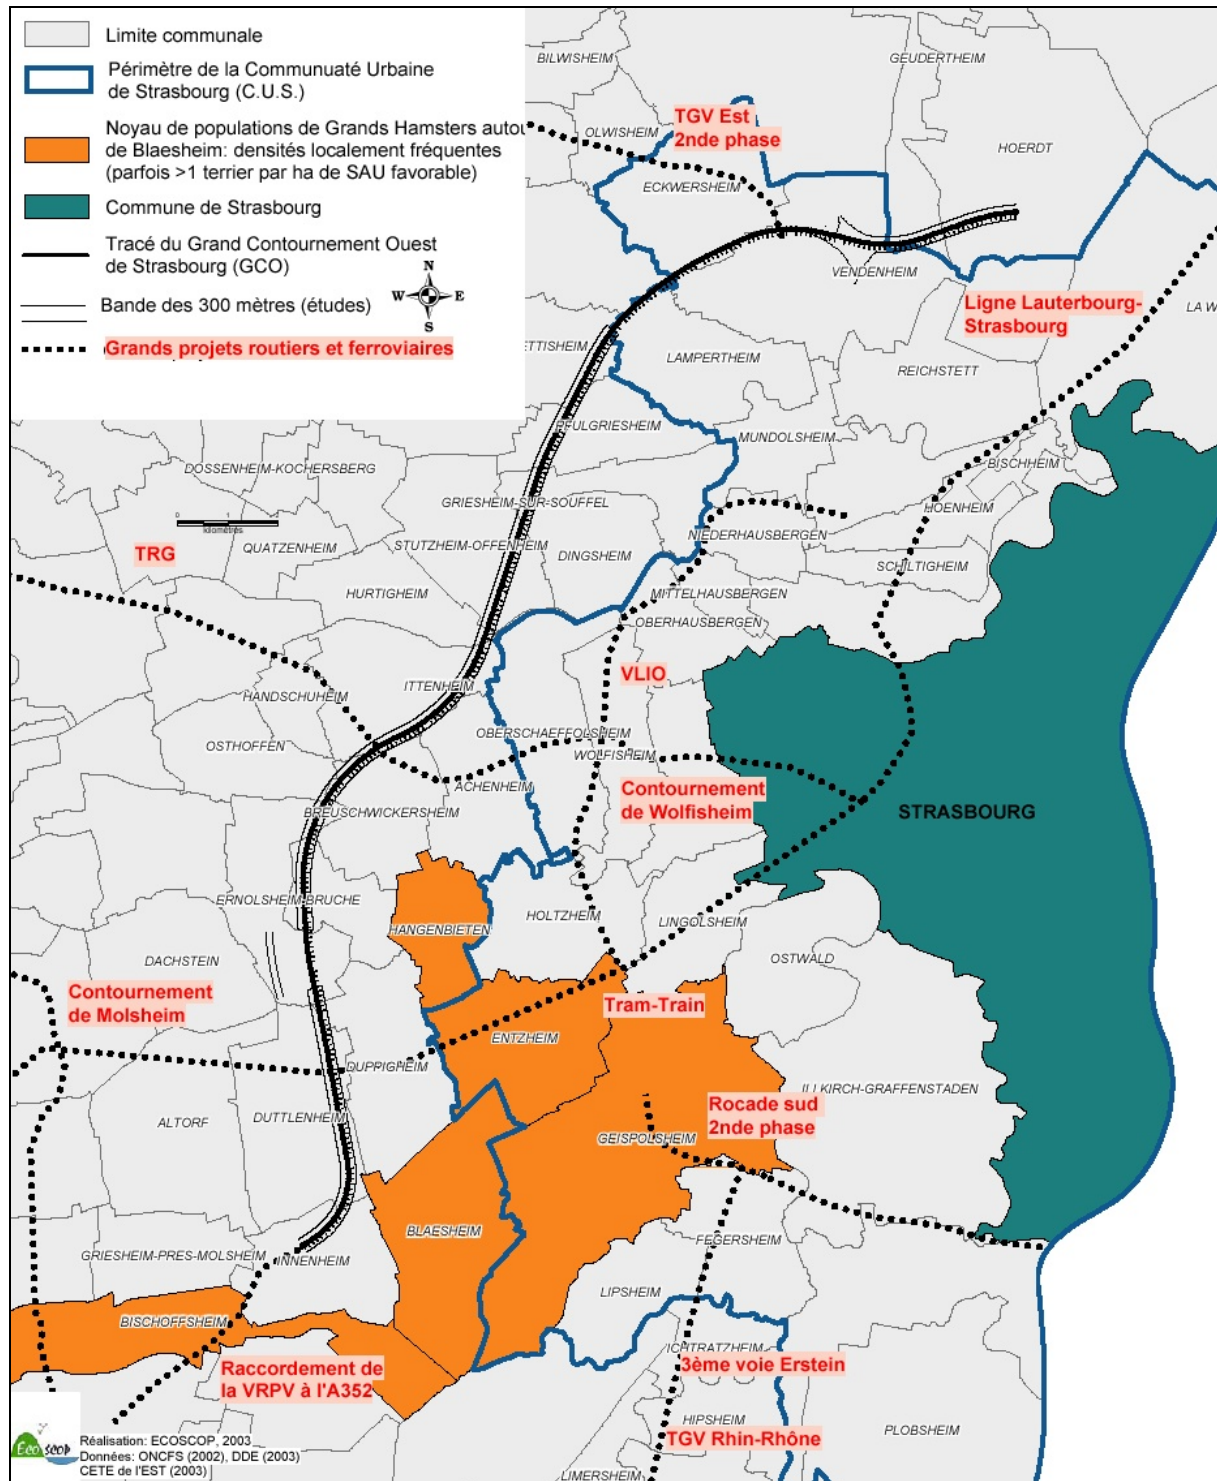 Limite communale
Périmètre de la Communuaté Urbaine
de Strasbourg (C.U.S.)
Noyau de populations de Grands Hamsters autou
de Blaesheim: densités localement fréquentes
(parfois >1 terrier par ha de SAU favorable)
Commune de Strasbourg
Tracé du Grand Contournement Ouest
de Strasbourg (GCO)
N
W E
S
Bande des 300 mètres (études)
Grands projets routiers et ferroviaires
BILWISHEIM
GEUDERTHEIM
TGV Est
2nde phase
OLWISHEIM
HOERDT
ECKWERSHEIM
VENDENHEIM
Ligne Lauterbourg-
Strasbourg
LA W
ETTISHEIM
LAMPERTHEIM
REICHSTETT
PFULGRIESHEIM
MUNDOLSHEIM
BISCHHEIM
DOSSENHEIM-KOCHERSBERG
GRIESHEIM-SUR-SOUFFEL
HOENHEIM
kilomètres
TRG
QUATZENHEIM
STUTZHEIM-OFFENHEIM
DINGSHEIM
NIEDERHAUSBERGEN
SCHILTIGHEIM
HURTIGHEIM
MITTELHAUSBERGEN
OBERHAUSBERGEN
VLIO
ITTENHEIM
HANDSCHUHEIM
OSTHOFFEN
OBERSCHAEFFOLSHEIM
WOLFISHEIM
ACHENHEIM
Contournement
de Wolfisheim
BREUSCHWICKERSHEIM
STRASBOURG
ERNOLSHEIM-BRUCHE
HANGENBIETEN
HOLTZHEIM
LINGOLSHEIM
OSTWALD
DACHSTEIN
Contournement
de Molsheim
Tram-Train
ENTZHEIM
DUPPIGHEIM
ILLKIRCH-GRAFFENSTADEN
Rocade sud
2nde phase
ALTORF
DUTTLENHEIM
GEISPOLSHEIM
BLAESHEIM
FEGERSHEIM
GRIESHEIM-PRES-MOLSHEIM
INNENHEIM
LIPSHEIM
BISCHOFFSHEIM
ICHTRATZHEIM
3ème voie Erstein
Raccordement de
la VRPV à l'A352
HIPSHEIM
PLOBSHEIM
TGV Rhin-Rhône
LIMERSHEIM
Ecoscop
Réalisation: ECOSCOP, 2003
Données: ONCFS (2002), DDE (2003)
CETE de l'EST (2003)